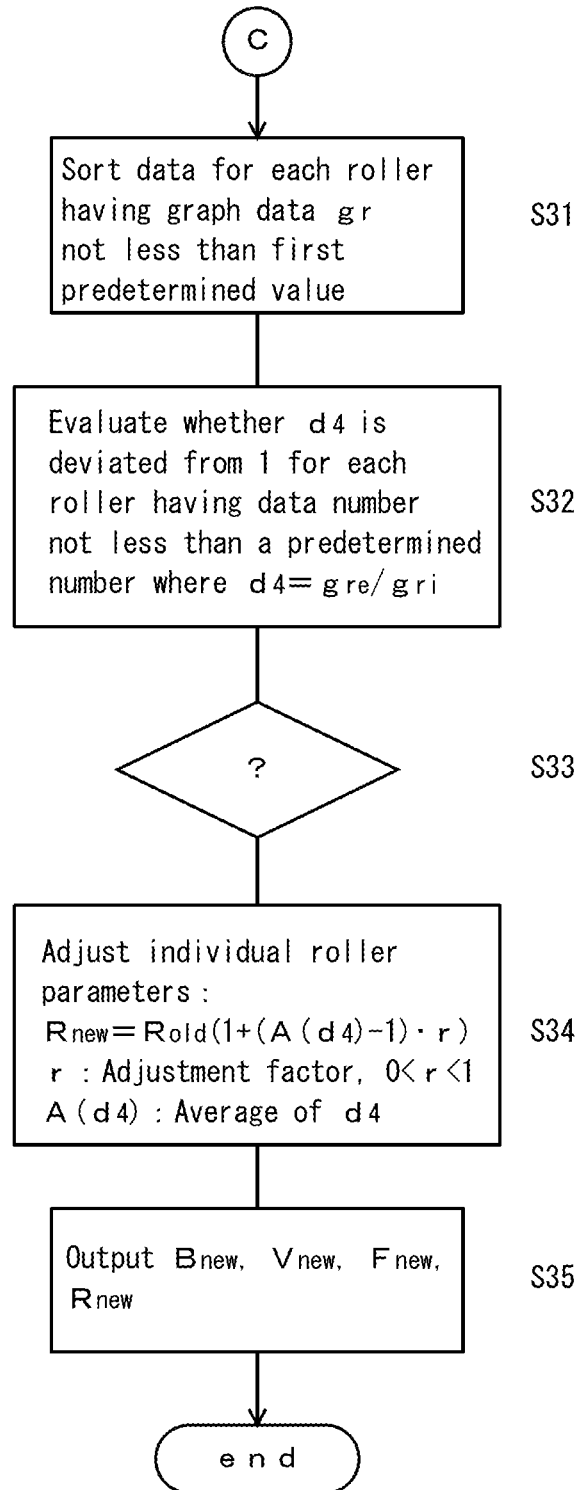 C
Sort data for each roller
having graph data gr
not less than first
predetermined value
S31
Evaluate whether d4 is
deviated from 1 for each
roller having data number
not less than a predetermined
number where d4=gre/gri
S32
?
S33
Adjust individual roller
parameters:
Rnew=Rold(1+(A(d4)-1)·r)
r : Adjustment factor, 0<r<1
A(d4) : Average of d4
S34
Output Bnew, Vnew, Fnew,
Rnew
S35
end